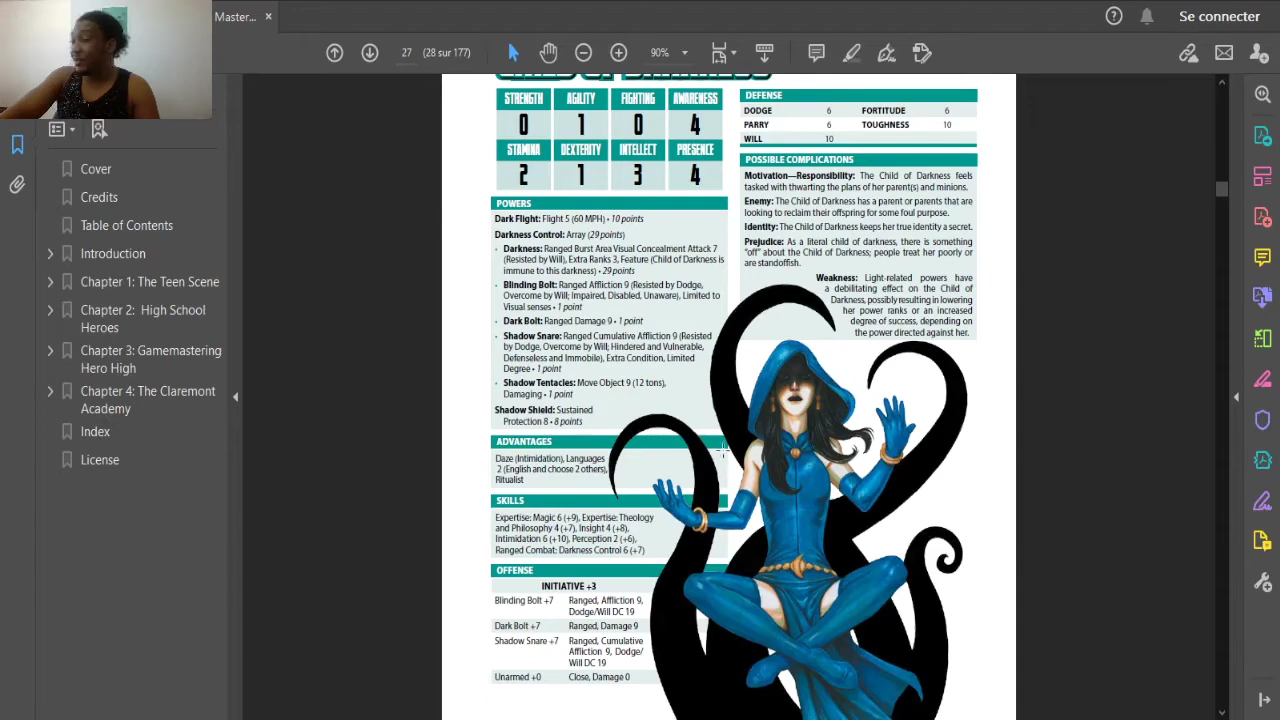 Master...
Se connecter
27 (28 sur 177)
90%
Cover
Credits
Table of Contents
Introduction
Chapter 1: The Teen Scene
Chapter 2: High School
Heroes
Chapter 3: Gamemastering
Hero High
Chapter 4: The Claremont
Academy
Index
License
CHILD OF DARKNESS
STRENGTH AGILITY FIGHTING AWARENESS
0 1 0 4
STAMINA DEXTERITY INTELLECT PRESENCE
2 1 3 4
POWERS
Dark Flight: Flight 5 (60 MPH) • 10 points
Darkness Control: Array (29 points)
• Darkness: Ranged Burst Area Visual Concealment Attack 7
(Resisted by Will), Extra Ranks 3, Feature (Child of Darkness is
immune to this darkness) • 29 points
• Blinding Bolt: Ranged Affliction 9 (Resisted by Dodge,
Overcome by Will; Impaired, Disabled, Unaware), Limited to
Visual senses • 1 point
• Dark Bolt: Ranged Damage 9 • 1 point
• Shadow Snare: Ranged Cumulative Affliction 9 (Resisted
by Dodge, Overcome by Will; Hindered and Vulnerable,
Defenseless and Immobile), Extra Condition, Limited
Degree • 1 point
• Shadow Tentacles: Move Object 9 (12 tons),
Damaging • 1 point
Shadow Shield: Sustained
Protection 8 • 8 points
ADVANTAGES
Daze (Intimidation), Languages
2 (English and choose 2 others),
Ritualist
SKILLS
Expertise: Magic 6 (+9), Expertise: Theology
and Philosophy 4 (+7), Insight 4 (+8),
Intimidation 6 (+10), Perception 2 (+6),
Ranged Combat: Darkness Control 6 (+7)
OFFENSE
INITIATIVE +3
Blinding Bolt +7 Ranged, Affliction 9,
Dodge/Will DC 19
Dark Bolt +7 Ranged, Damage 9
Shadow Snare +7 Ranged, Cumulative
Affliction 9, Dodge/
Will DC 19
Unarmed +0 Close, Damage 0
DEFENSE
DODGE 6 FORTITUDE 6
PARRY 6 TOUGHNESS 10
WILL 10
POSSIBLE COMPLICATIONS
Motivation—Responsibility: The Child of Darkness feels
tasked with thwarting the plans of her parent(s) and minions.
Enemy: The Child of Darkness has a parent or parents that are
looking to reclaim their offspring for some foul purpose.
Identity: The Child of Darkness keeps her true identity a secret.
Prejudice: As a literal child of darkness, there is something
"off" about the Child of Darkness; people treat her poorly or
are standoffish.
Weakness: Light-related powers have
a debilitating effect on the Child of
Darkness, possibly resulting in lowering
her power ranks or an increased
degree of success, depending on
the power directed against her.